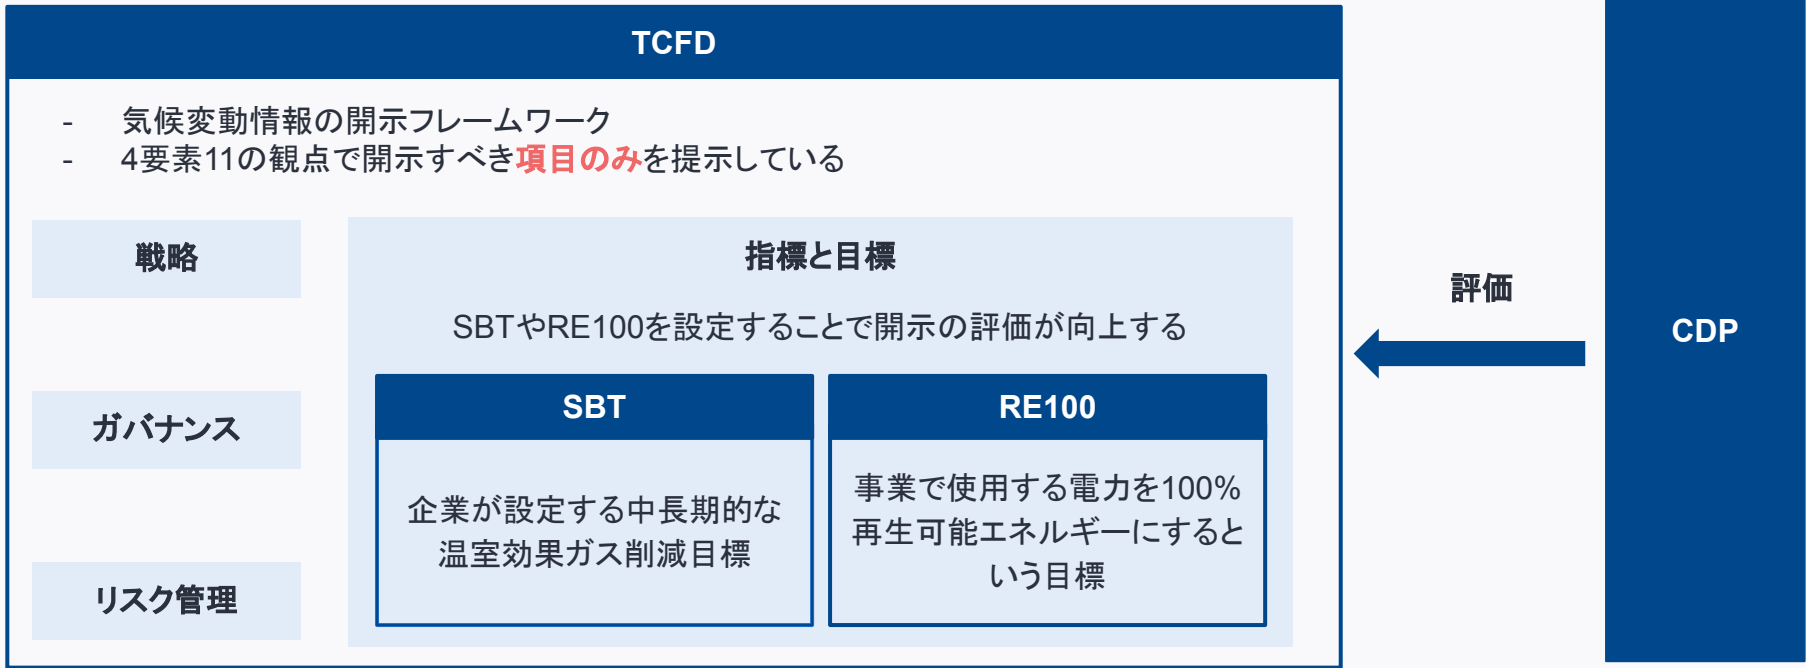 TCFD
- 気候変動情報の開示フレームワーク
- 4要素11の観点で開示すべき項目のみを提示している
戦略
ガバナンス
リスク管理
指標と目標
SBTやRE100を設定することで開示の評価が向上する
SBT
企業が設定する中長期的な
温室効果ガス削減目標
RE100
事業で使用する電力を100%
再生可能エネルギーにすると
いう目標
評価
CDP